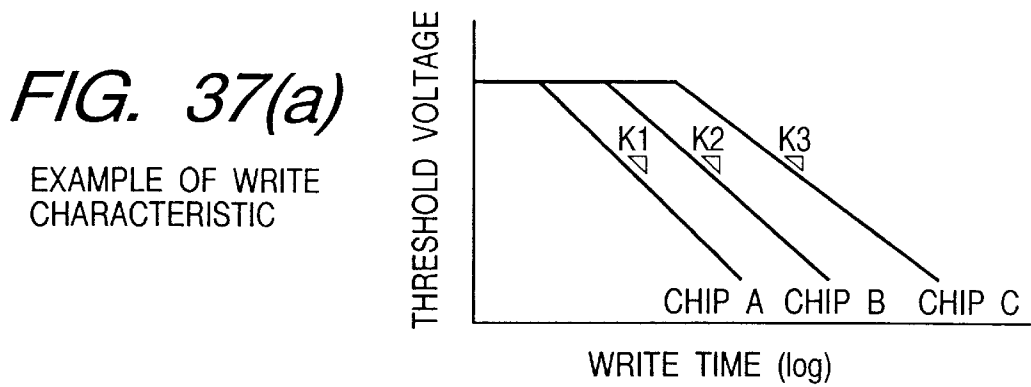 FIG. 37(a)
EXAMPLE OF WRITE
CHARACTERISTIC
THRESHOLD VOLTAGE
K1 K2 K3
CHIP A CHIP B CHIP C
WRITE TIME (log)